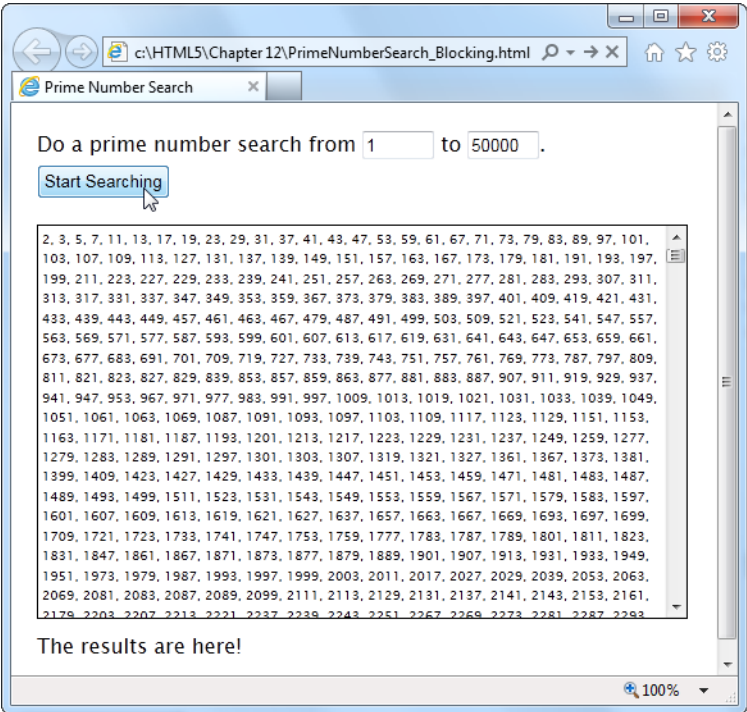 c:\HTML5\Chapter 12\PrimeNumberSearch_Blocking.html
Prime Number Search
Do a prime number search from 1 to 50000.
Start Searching
2, 3, 5, 7, 11, 13, 17, 19, 23, 29, 31, 37, 41, 43, 47, 53, 59, 61, 67, 71, 73, 79, 83, 89, 97, 101,
103, 107, 109, 113, 127, 131, 137, 139, 149, 151, 157, 163, 167, 173, 179, 181, 191, 193, 197,
199, 211, 223, 227, 229, 233, 239, 241, 251, 257, 263, 269, 271, 277, 281, 283, 293, 307, 311,
313, 317, 331, 337, 347, 349, 353, 359, 367, 373, 379, 383, 389, 397, 401, 409, 419, 421, 431,
433, 439, 443, 449, 457, 461, 463, 467, 479, 487, 491, 499, 503, 509, 521, 523, 541, 547, 557,
563, 569, 571, 577, 587, 593, 599, 601, 607, 613, 617, 619, 631, 641, 643, 647, 653, 659, 661,
673, 677, 683, 691, 701, 709, 719, 727, 733, 739, 743, 751, 757, 761, 769, 773, 787, 797, 809,
811, 821, 823, 827, 829, 839, 853, 857, 859, 863, 877, 881, 883, 887, 907, 911, 919, 929, 937,
941, 947, 953, 967, 971, 977, 983, 991, 997, 1009, 1013, 1019, 1021, 1031, 1033, 1039, 1049,
1051, 1061, 1063, 1069, 1087, 1091, 1093, 1097, 1103, 1109, 1117, 1123, 1129, 1151, 1153,
1163, 1171, 1181, 1187, 1193, 1201, 1213, 1217, 1223, 1229, 1231, 1237, 1249, 1259, 1277,
1279, 1283, 1289, 1291, 1297, 1301, 1303, 1307, 1319, 1321, 1327, 1361, 1367, 1373, 1381,
1399, 1409, 1423, 1427, 1429, 1433, 1439, 1447, 1451, 1453, 1459, 1471, 1481, 1483, 1487,
1489, 1493, 1499, 1511, 1523, 1531, 1543, 1549, 1553, 1559, 1567, 1571, 1579, 1583, 1597,
1601, 1607, 1609, 1613, 1619, 1621, 1627, 1637, 1657, 1663, 1667, 1669, 1693, 1697, 1699,
1709, 1721, 1723, 1733, 1741, 1747, 1753, 1759, 1777, 1783, 1787, 1789, 1801, 1811, 1823,
1831, 1847, 1861, 1867, 1871, 1873, 1877, 1879, 1889, 1901, 1907, 1913, 1931, 1933, 1949,
1951, 1973, 1979, 1987, 1993, 1997, 1999, 2003, 2011, 2017, 2027, 2029, 2039, 2053, 2063,
2069, 2081, 2083, 2087, 2089, 2099, 2111, 2113, 2129, 2131, 2137, 2141, 2143, 2153, 2161,
2179, 2203, 2207, 2213, 2221, 2237, 2239, 2243, 2251, 2267, 2269, 2273, 2281, 2287, 2293,
The results are here!
100%